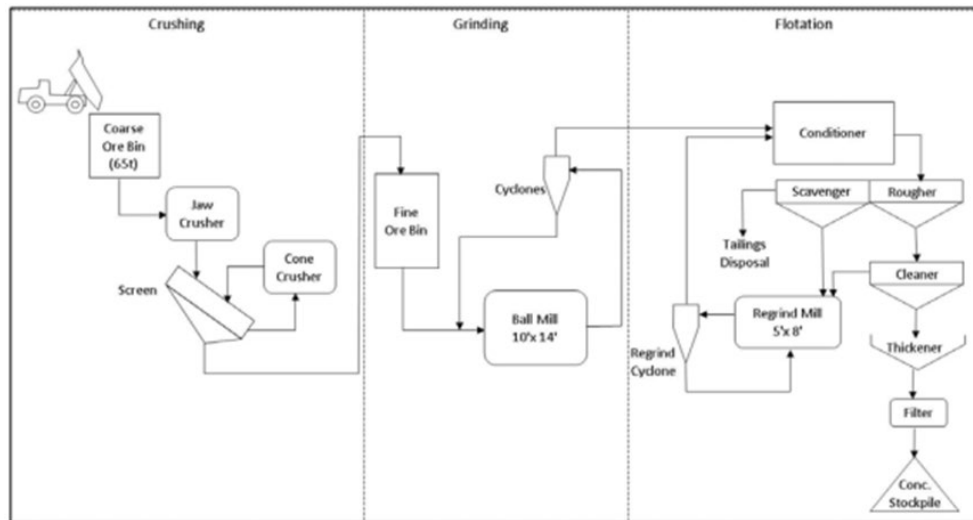 Crushing
Grinding
Flotation
Coarse
Ore Bin
(65t)
Jaw
Crusher
Cone
Crusher
Screen
Fine
Ore Bin
Cyclones
Ball Mill
10'x 14'
Conditioner
Scavenger
Rougher
Tailings
Disposal
Cleaner
Regrind Mill
5'x 8'
Regrind
Cyclone
Thickener
Filter
Conc.
Stockpile